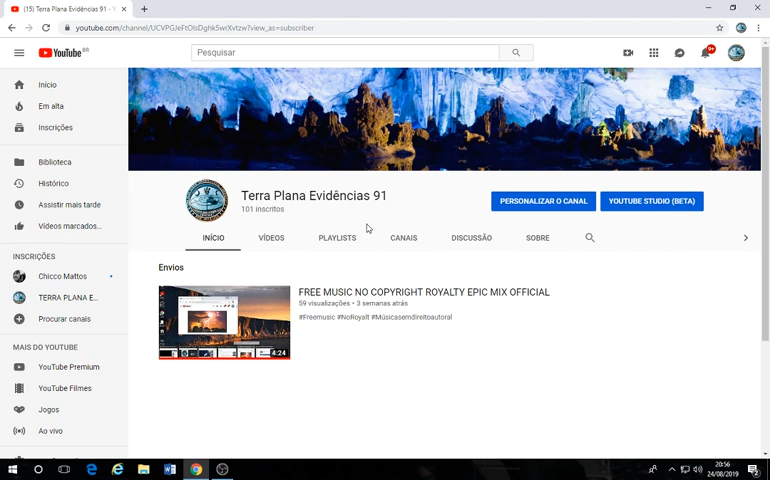 (15) Terra Plana Evidências 91 - Y
youtube.com/channel/UCVPGJeFtOIsDghk5wrXvtzw?view_as=subscriber
YouTube BR
Pesquisar
9+
Início
Em alta
Inscrições
Biblioteca
Histórico
Assistir mais tarde
Vídeos marcados...
INSCRIÇÕES
Chicco Mattos
TERRA PLANA E...
Procurar canais
MAIS DO YOUTUBE
YouTube Premium
YouTube Filmes
Jogos
Ao vivo
Terra Plana Evidências 91
101 inscritos
PERSONALIZAR O CANAL
YOUTUBE STUDIO (BETA)
INÍCIO
VÍDEOS
PLAYLISTS
CANAIS
DISCUSSÃO
SOBRE
Envios
4:24
FREE MUSIC NO COPYRIGHT ROYALTY EPIC MIX OFFICIAL
59 visualizações • 3 semanas atrás
#Freemusic #NoRoyalt #Músicasemdireitoautoral
20:56
24/08/2019
2